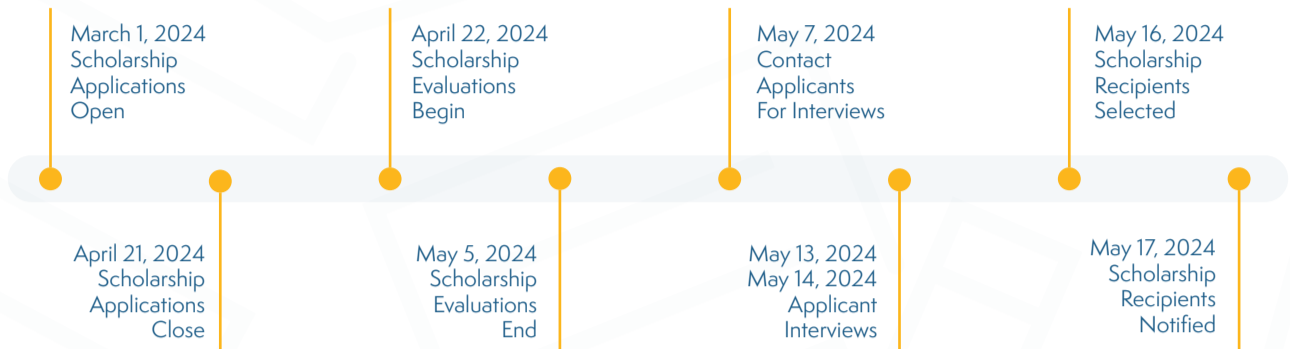 March 1, 2024
Scholarship
Applications
Open
April 21, 2024
Scholarship
Applications
Close
April 22, 2024
Scholarship
Evaluations
Begin
May 5, 2024
Scholarship
Evaluations
End
May 7, 2024
Contact
Applicants
For Interviews
May 13, 2024
May 14, 2024
Applicant
Interviews
May 16, 2024
Scholarship
Recipients
Selected
May 17, 2024
Scholarship
Recipients
Notified